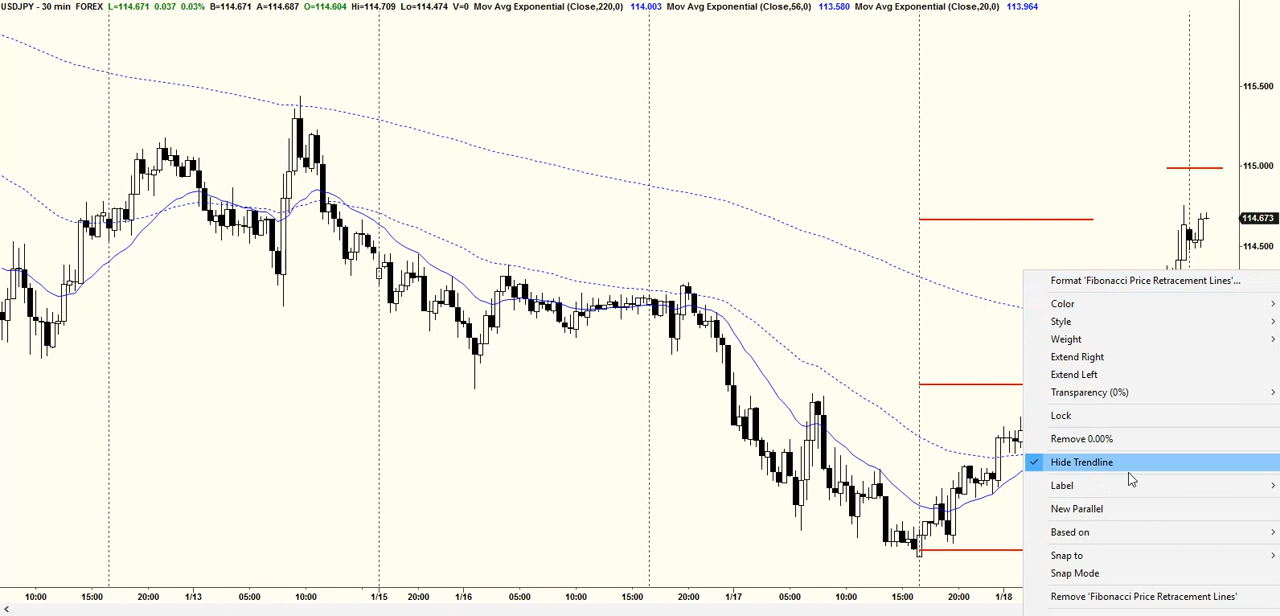 USDJPY - 30 min FOREX L=114.671 0.037 0.03% B=114.671 A=114.687 O=114.604 Hi=114.709 Lo=114.474 V=0 Mov Avg Exponential (Close,220,0) 114.003 Mov Avg Exponential (Close,56,0) 113.580 Mov Avg Exponential (Close,20,0) 113.964
115.500
115.000
114.673
114.500
Format 'Fibonacci Price Retracement Lines'...
Color
Style
Weight
Extend Right
Extend Left
Transparency (0%)
Lock
Remove 0.00%
Hide Trendline
Label
New Parallel
Based on
Snap to
Snap Mode
Remove 'Fibonacci Price Retracement Lines'
10:00 15:00 20:00 1/13 05:00 10:00 1/15 20:00 1/16 05:00 10:00 15:00 20:00 1/17 05:00 10:00 15:00 20:00 1/18